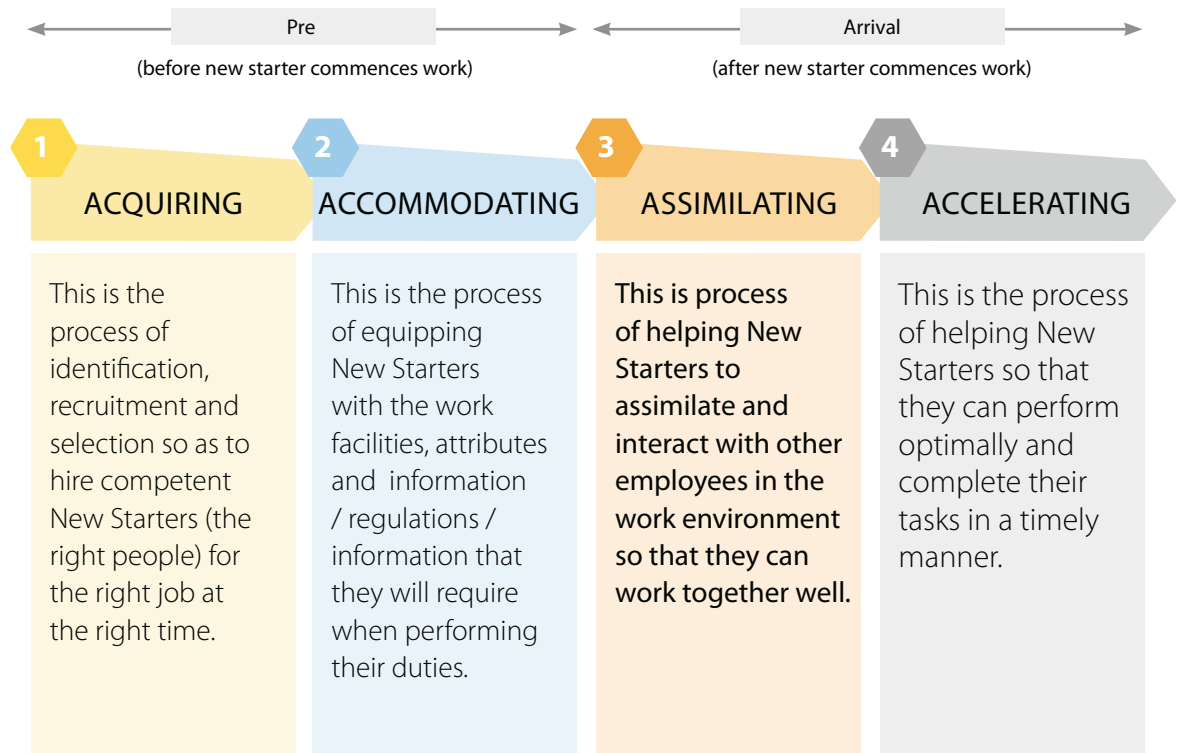 Pre
(before new starter commences work)
Arrival
(after new starter commences work)
1
ACQUIRING
This is the
process of
identification,
recruitment and
selection so as to
hire competent
New Starters (the
right people) for
the right job at
the right time.
2
ACCOMMODATING
This is the process
of equipping
New Starters
with the work
facilities, attributes
and information
/ regulations /
information that
they will require
when performing
their duties.
3
ASSIMILATING
This is process
of helping New
Starters to
assimilate and
interact with other
employees in the
work environment
so that they can
work together well.
4
ACCELERATING
This is the process
of helping New
Starters so that
they can perform
optimally and
complete their
tasks in a timely
manner.